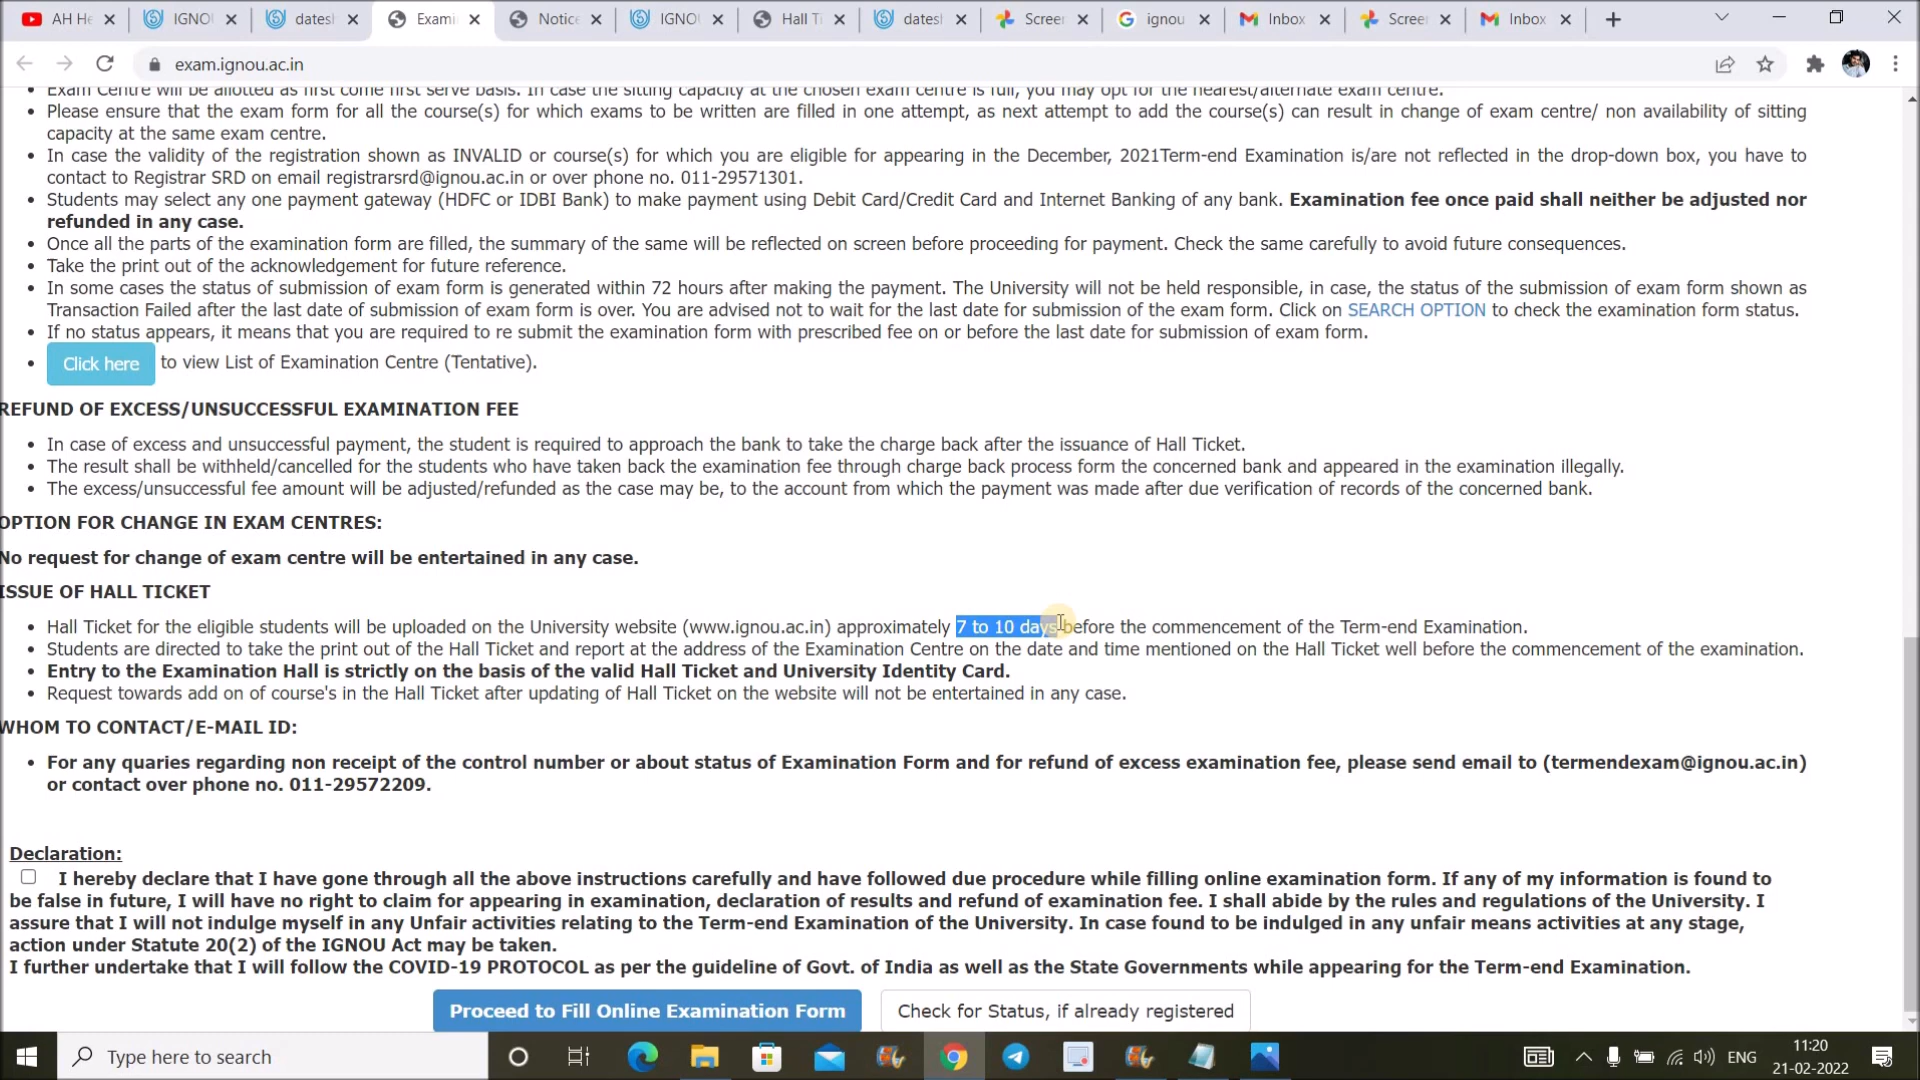 AH He
IGNO
datesh
Exami
Notice
IGNO
Hall Ti
datesh
Screen
ignou
Inbox
Screen
Inbox
exam.ignou.ac.in
Exam Centre will be allotted as first come first serve basis. In case the sitting capacity at the chosen exam centre is full, you may opt for the nearest/alternate exam centre.
Please ensure that the exam form for all the course(s) for which exams to be written are filled in one attempt, as next attempt to add the course(s) can result in change of exam centre/ non availability of sitting
capacity at the same exam centre.
In case the validity of the registration shown as INVALID or course(s) for which you are eligible for appearing in the December, 2021Term-end Examination is/are not reflected in the drop-down box, you have to
contact to Registrar SRD on email registrarsrd@ignou.ac.in or over phone no. 011-29571301.
Students may select any one payment gateway (HDFC or IDBI Bank) to make payment using Debit Card/Credit Card and Internet Banking of any bank. Examination fee once paid shall neither be adjusted nor
refunded in any case.
Once all the parts of the examination form are filled, the summary of the same will be reflected on screen before proceeding for payment. Check the same carefully to avoid future consequences.
Take the print out of the acknowledgement for future reference.
In some cases the status of submission of exam form is generated within 72 hours after making the payment. The University will not be held responsible, in case, the status of the submission of exam form shown as
Transaction Failed after the last date of submission of exam form is over. You are advised not to wait for the last date for submission of the exam form. Click on SEARCH OPTION to check the examination form status.
If no status appears, it means that you are required to re submit the examination form with prescribed fee on or before the last date for submission of exam form.
Click here to view List of Examination Centre (Tentative).
REFUND OF EXCESS/UNSUCCESSFUL EXAMINATION FEE
In case of excess and unsuccessful payment, the student is required to approach the bank to take the charge back after the issuance of Hall Ticket.
The result shall be withheld/cancelled for the students who have taken back the examination fee through charge back process form the concerned bank and appeared in the examination illegally.
The excess/unsuccessful fee amount will be adjusted/refunded as the case may be, to the account from which the payment was made after due verification of records of the concerned bank.
OPTION FOR CHANGE IN EXAM CENTRES:
No request for change of exam centre will be entertained in any case.
ISSUE OF HALL TICKET
Hall Ticket for the eligible students will be uploaded on the University website (www.ignou.ac.in) approximately 7 to 10 days before the commencement of the Term-end Examination.
Students are directed to take the print out of the Hall Ticket and report at the address of the Examination Centre on the date and time mentioned on the Hall Ticket well before the commencement of the examination.
Entry to the Examination Hall is strictly on the basis of the valid Hall Ticket and University Identity Card.
Request towards add on of course's in the Hall Ticket after updating of Hall Ticket on the website will not be entertained in any case.
WHOM TO CONTACT/E-MAIL ID:
For any quaries regarding non receipt of the control number or about status of Examination Form and for refund of excess examination fee, please send email to (termendexam@ignou.ac.in)
or contact over phone no. 011-29572209.
Declaration:
I hereby declare that I have gone through all the above instructions carefully and have followed due procedure while filling online examination form. If any of my information is found to
be false in future, I will have no right to claim for appearing in examination, declaration of results and refund of examination fee. I shall abide by the rules and regulations of the University. I
assure that I will not indulge myself in any Unfair activities relating to the Term-end Examination of the University. In case found to be indulged in any unfair means activities at any stage,
action under Statute 20(2) of the IGNOU Act may be taken.
I further undertake that I will follow the COVID-19 PROTOCOL as per the guideline of Govt. of India as well as the State Governments while appearing for the Term-end Examination.
Proceed to Fill Online Examination Form
Check for Status, if already registered
Type here to search
ENG
11:20
21-02-2022